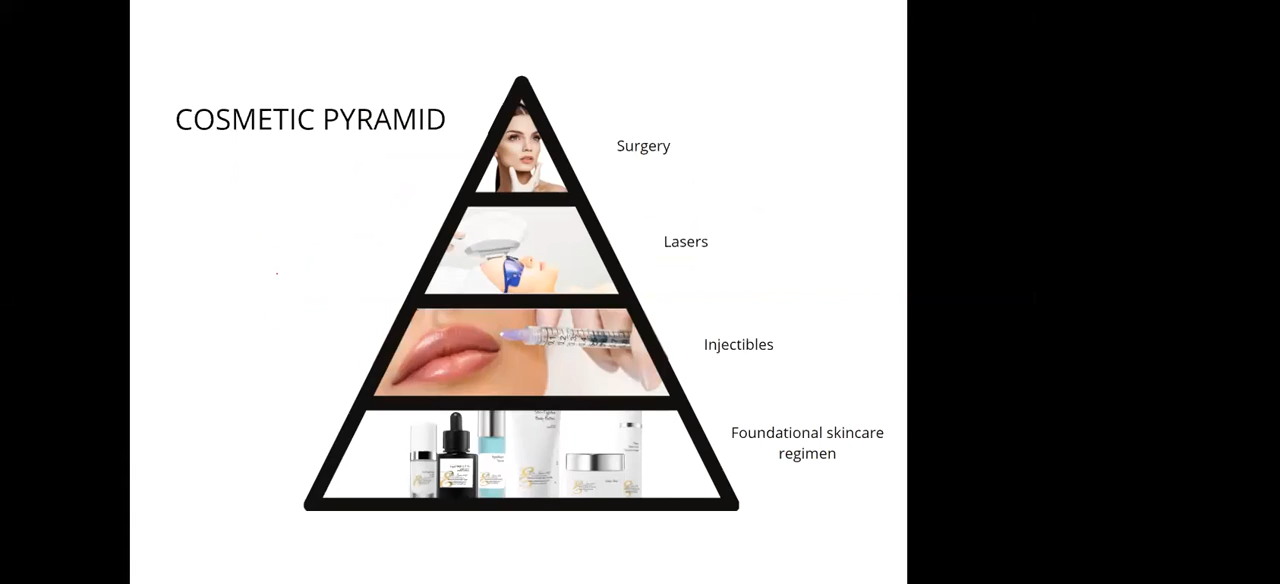 COSMETIC PYRAMID
Surgery
Lasers
Injectibles
Foundational skincare
regimen